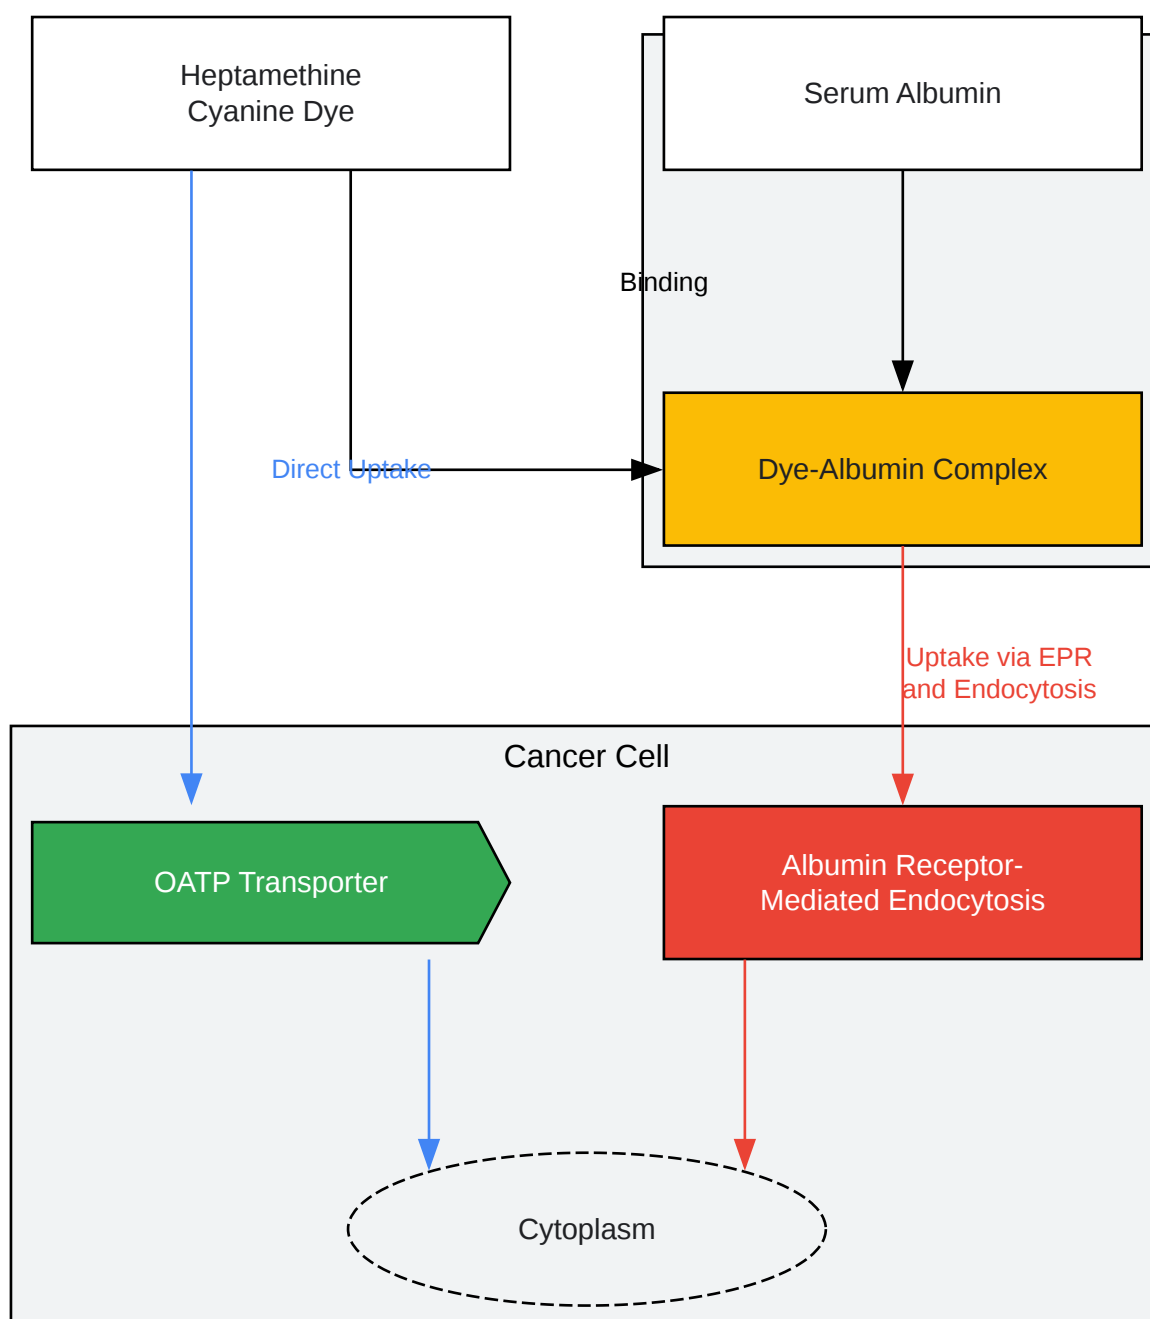 Heptamethine
Cyanine Dye
Serum Albumin
Binding
Direct Uptake
Dye-Albumin Complex
Uptake via EPR
and Endocytosis
Cancer Cell
OATP Transporter
Albumin Receptor-
Mediated Endocytosis
Cytoplasm